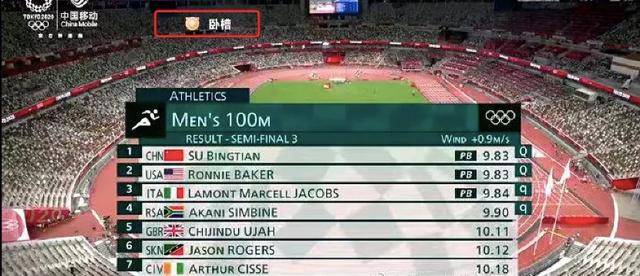 TOKYO 2020
中国移动
China Mobile
卧槽
ATHLETICS
MEN'S 100M
RESULT - SEMI-FINAL 3 WIND +0.9M/S
1 CHN SU BINGTIAN PB 9.83 Q
2 USA RONNIE BAKER PB 9.83 Q
3 ITA LAMONT MARCELL JACOBS PB 9.84 q
4 RSA AKANI SIMBINE 9.90 q
5 GBR CHIJINDU UJAH 10.11
6 SKN JASON ROGERS 10.12
7 CIV ARTHUR CISSE 10.18